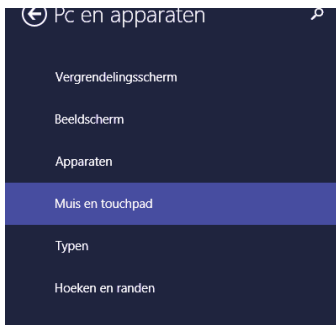 Pc en apparaten
Vergrendelingsscherm
Beeldscherm
Apparaten
Muis en touchpad
Typen
Hoeken en randen